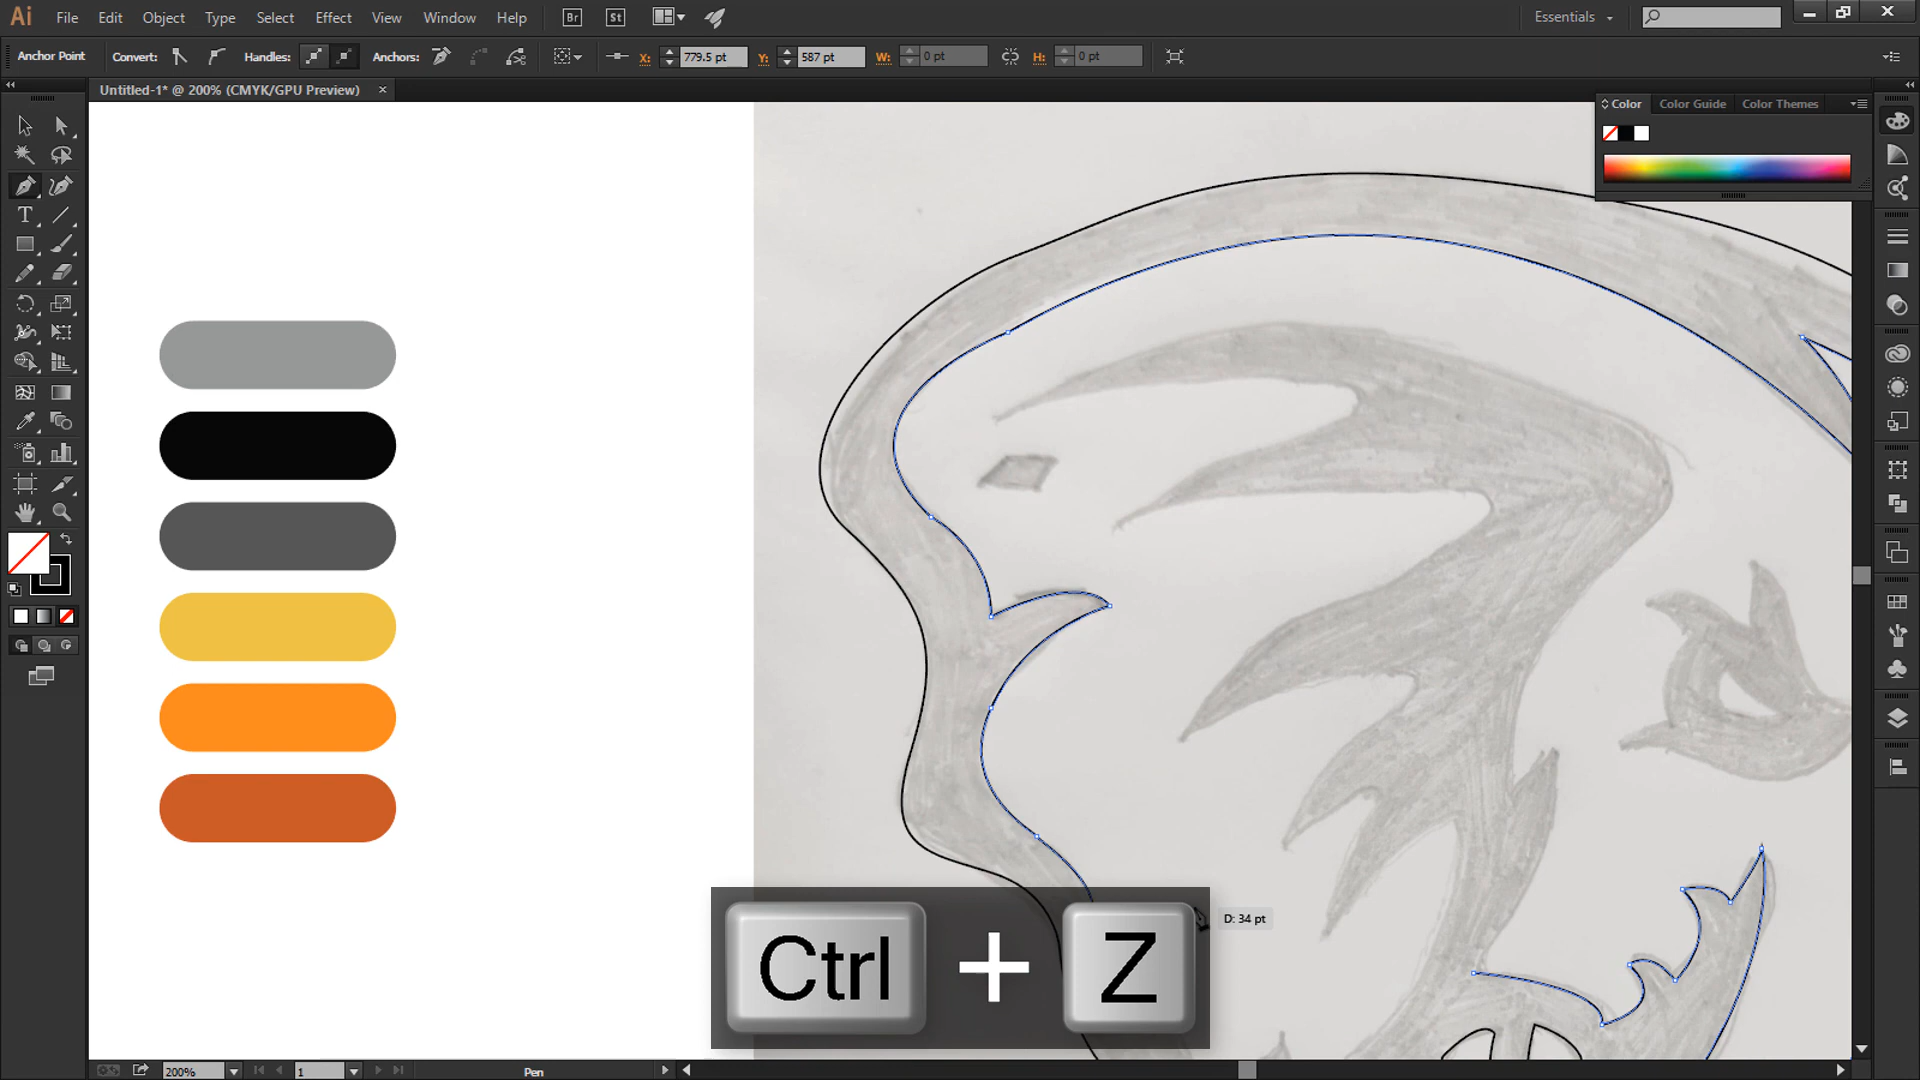 Ai File Edit Object Type Select Effect View Window Help Br St Essentials
Anchor Point Convert: Handles: Anchors: X: 779.5 pt Y: 587 pt W: 0 pt H: 0 pt
Untitled-1* @ 200% (CMYK/GPU Preview) ×
Color Color Guide Color Themes
T
D: 34 pt
Ctrl + Z
200% 1 Pen